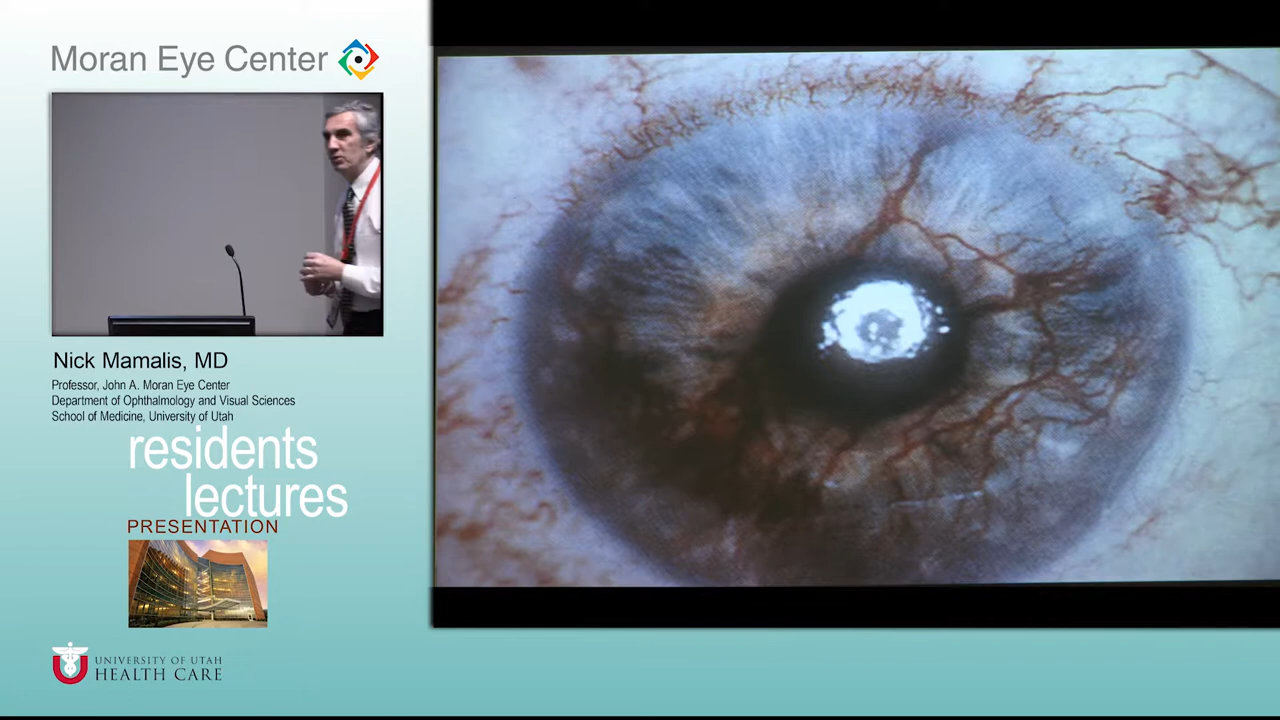 Moran Eye Center
Nick Mamalis, MD
Professor, John A. Moran Eye Center
Department of Ophthalmology and Visual Sciences
School of Medicine, University of Utah
residents
lectures
PRESENTATION
UNIVERSITY OF UTAH
HEALTH CARE